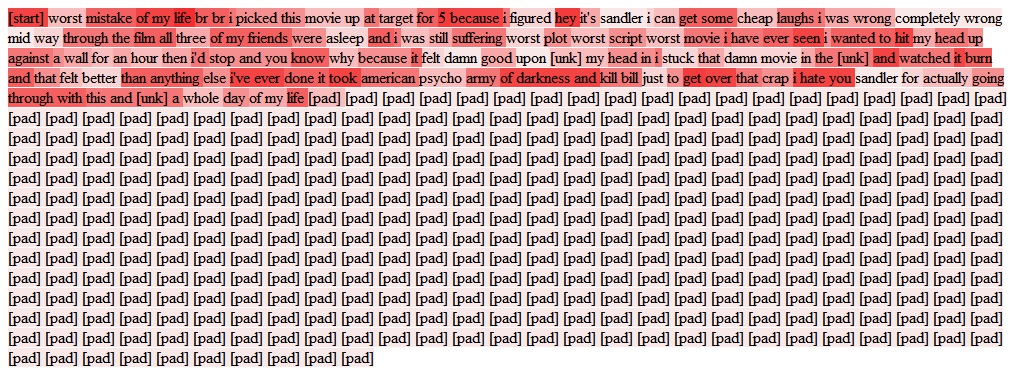 [start] worst mistake of my life br br i picked this movie up at target for 5 because i figured hey it's sandler i can get some cheap laughs i was wrong completely wrong
mid way through the film all three of my friends were asleep and i was still suffering worst plot worst script worst movie i have ever seen i wanted to hit my head up
against a wall for an hour then i'd stop and you know why because it felt damn good upon [unk] my head in i stuck that damn movie in the [unk] and watched it burn
and that felt better than anything else i've ever done it took american psycho army of darkness and kill bill just to get over that crap i hate you sandler for actually going
through with this and [unk] a whole day of my life [pad] [pad] [pad] [pad] [pad] [pad] [pad] [pad] [pad] [pad] [pad] [pad] [pad] [pad] [pad] [pad] [pad] [pad] [pad]
[pad] [pad] [pad] [pad] [pad] [pad] [pad] [pad] [pad] [pad] [pad] [pad] [pad] [pad] [pad] [pad] [pad] [pad] [pad] [pad] [pad] [pad] [pad] [pad] [pad] [pad] [pad]
[pad] [pad] [pad] [pad] [pad] [pad] [pad] [pad] [pad] [pad] [pad] [pad] [pad] [pad] [pad] [pad] [pad] [pad] [pad] [pad] [pad] [pad] [pad] [pad] [pad] [pad] [pad]
[pad] [pad] [pad] [pad] [pad] [pad] [pad] [pad] [pad] [pad] [pad] [pad] [pad] [pad] [pad] [pad] [pad] [pad] [pad] [pad] [pad] [pad] [pad] [pad] [pad] [pad] [pad]
[pad] [pad] [pad] [pad] [pad] [pad] [pad] [pad] [pad] [pad] [pad] [pad] [pad] [pad] [pad] [pad] [pad] [pad] [pad] [pad] [pad] [pad] [pad] [pad] [pad] [pad] [pad]
[pad] [pad] [pad] [pad] [pad] [pad] [pad] [pad] [pad] [pad] [pad] [pad] [pad] [pad] [pad] [pad] [pad] [pad] [pad] [pad] [pad] [pad] [pad] [pad] [pad] [pad] [pad]
[pad] [pad] [pad] [pad] [pad] [pad] [pad] [pad] [pad] [pad] [pad] [pad] [pad] [pad] [pad] [pad] [pad] [pad] [pad] [pad] [pad] [pad] [pad] [pad] [pad] [pad] [pad]
[pad] [pad] [pad] [pad] [pad] [pad] [pad] [pad] [pad] [pad] [pad] [pad] [pad] [pad] [pad] [pad] [pad] [pad] [pad] [pad] [pad] [pad] [pad] [pad] [pad] [pad] [pad]
[pad] [pad] [pad] [pad] [pad] [pad] [pad] [pad] [pad] [pad] [pad] [pad] [pad] [pad] [pad] [pad] [pad] [pad] [pad] [pad] [pad] [pad] [pad] [pad] [pad] [pad] [pad]
[pad] [pad] [pad] [pad] [pad] [pad] [pad] [pad] [pad] [pad] [pad] [pad] [pad] [pad] [pad] [pad] [pad] [pad] [pad] [pad] [pad] [pad] [pad] [pad] [pad] [pad] [pad]
[pad] [pad] [pad] [pad] [pad] [pad] [pad] [pad] [pad] [pad] [pad] [pad] [pad] [pad] [pad] [pad] [pad] [pad] [pad] [pad] [pad] [pad] [pad] [pad] [pad] [pad] [pad]
[pad] [pad] [pad] [pad] [pad] [pad] [pad] [pad] [pad] [pad] [pad] [pad] [pad] [pad] [pad] [pad] [pad] [pad] [pad] [pad] [pad] [pad] [pad] [pad] [pad] [pad] [pad]
[pad] [pad] [pad] [pad] [pad] [pad] [pad] [pad] [pad] [pad] [pad] [pad] [pad] [pad] [pad] [pad] [pad] [pad] [pad] [pad] [pad] [pad] [pad] [pad] [pad] [pad] [pad]
[pad] [pad] [pad] [pad] [pad] [pad] [pad] [pad] [pad] [pad]